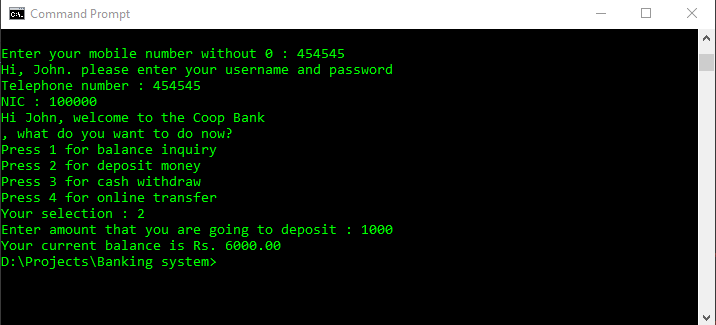 Command Prompt
Enter your mobile number without 0 : 454545
Hi, John. please enter your username and password
Telephone number : 454545
NIC : 100000
Hi John, welcome to the Coop Bank
, what do you want to do now?
Press 1 for balance inquiry
Press 2 for deposit money
Press 3 for cash withdraw
Press 4 for online transfer
Your selection : 2
Enter amount that you are going to deposit : 1000
Your current balance is Rs. 6000.00
D:\Projects\Banking system>